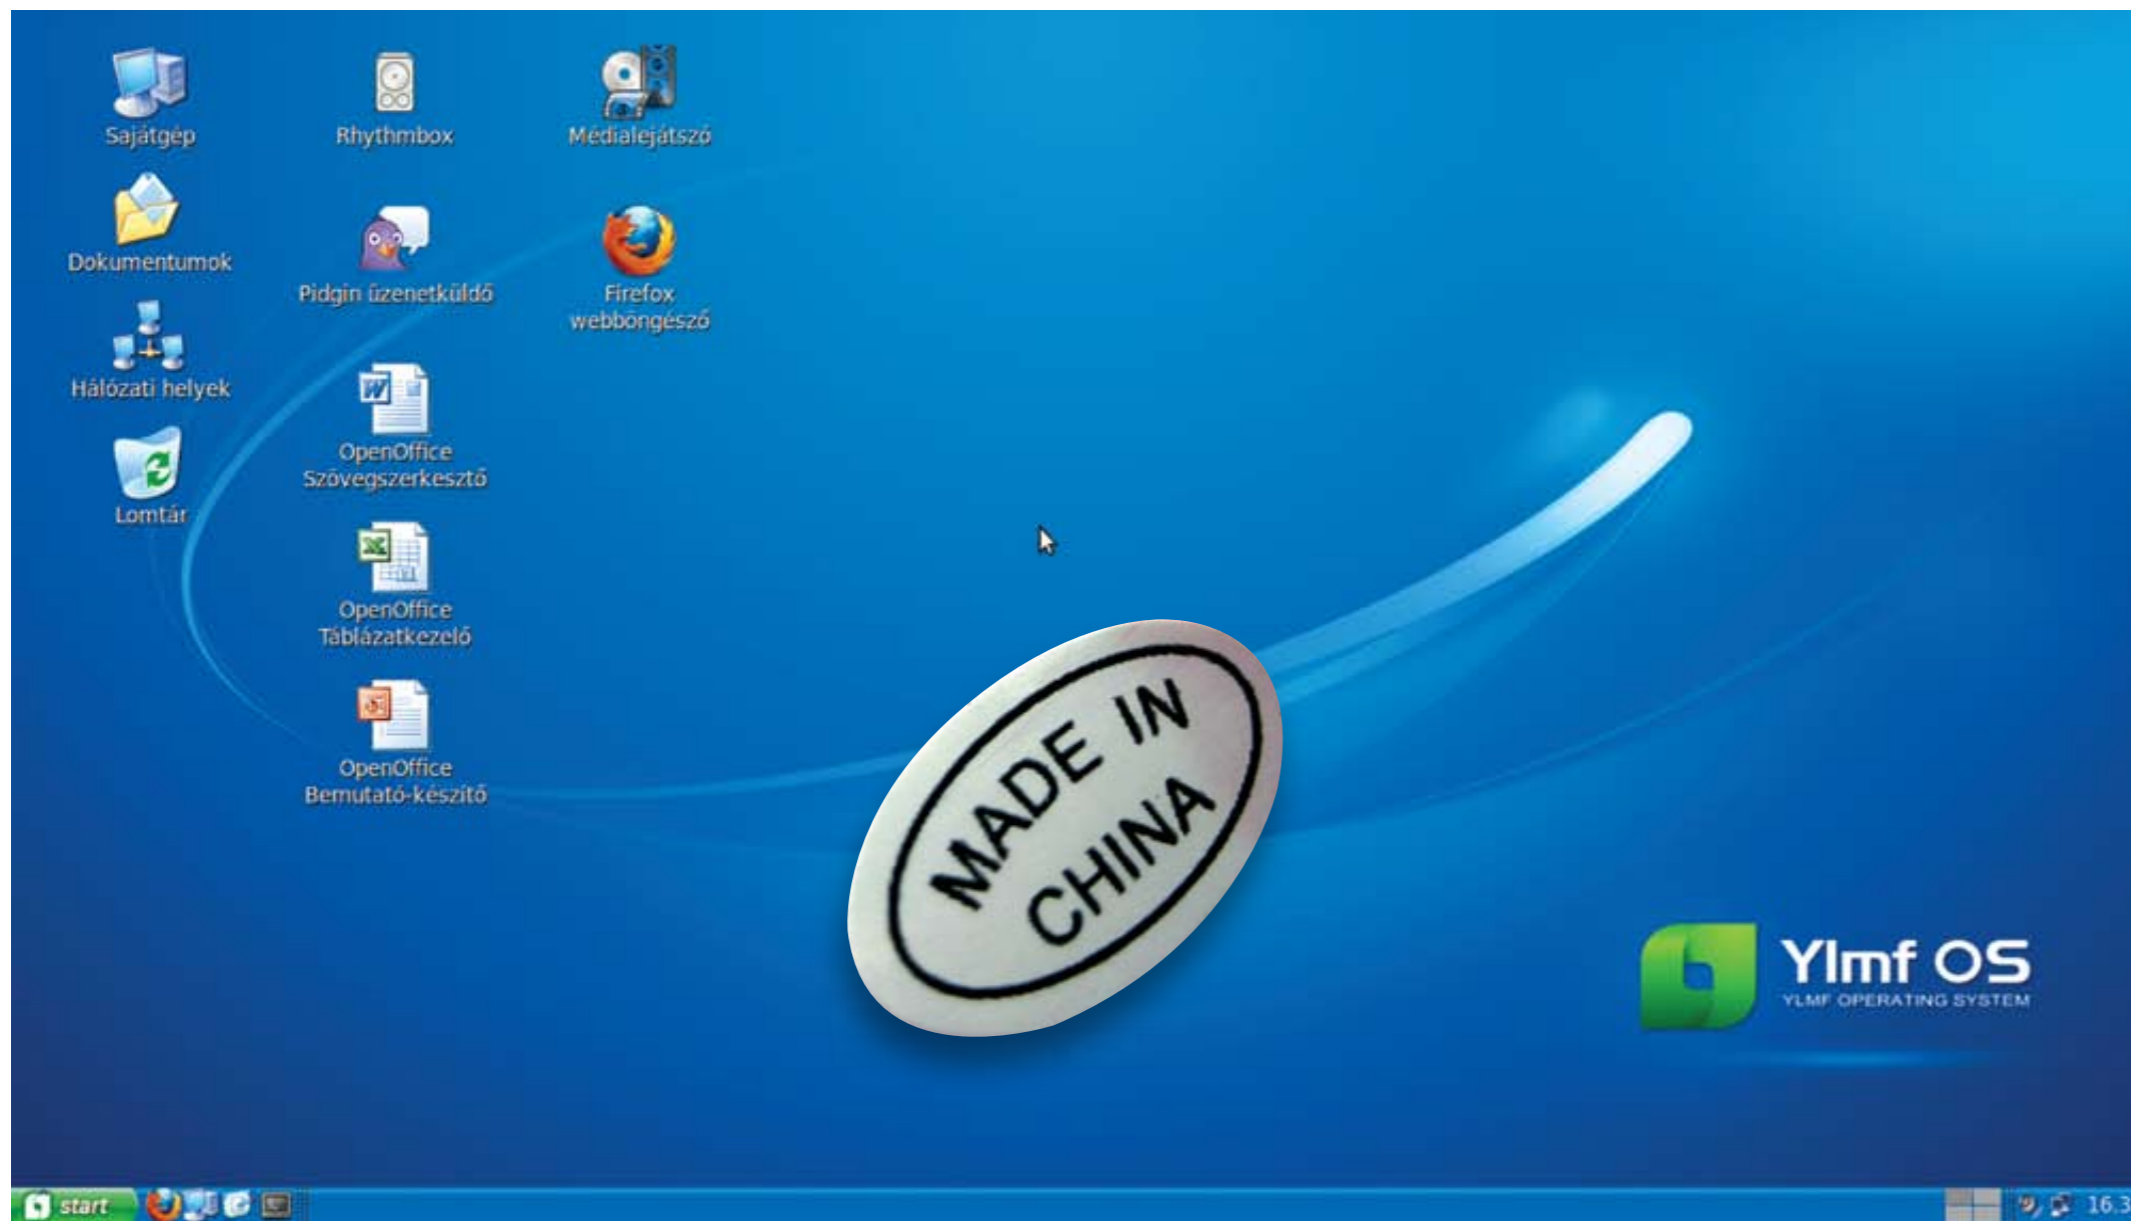 Sajátgép
Rhythmbox
Médialejátszó
Dokumentumok
Pidgin üzenetküldő
Firefox
webböngésző
Hálózati helyek
OpenOffice
Szövegszerkesztő
Lomtár
OpenOffice
Táblázatkezelő
OpenOffice
Bemutató-készítő
MADE IN
CHINA
Ylmf OS
YLMF OPERATING SYSTEM
start
16.3